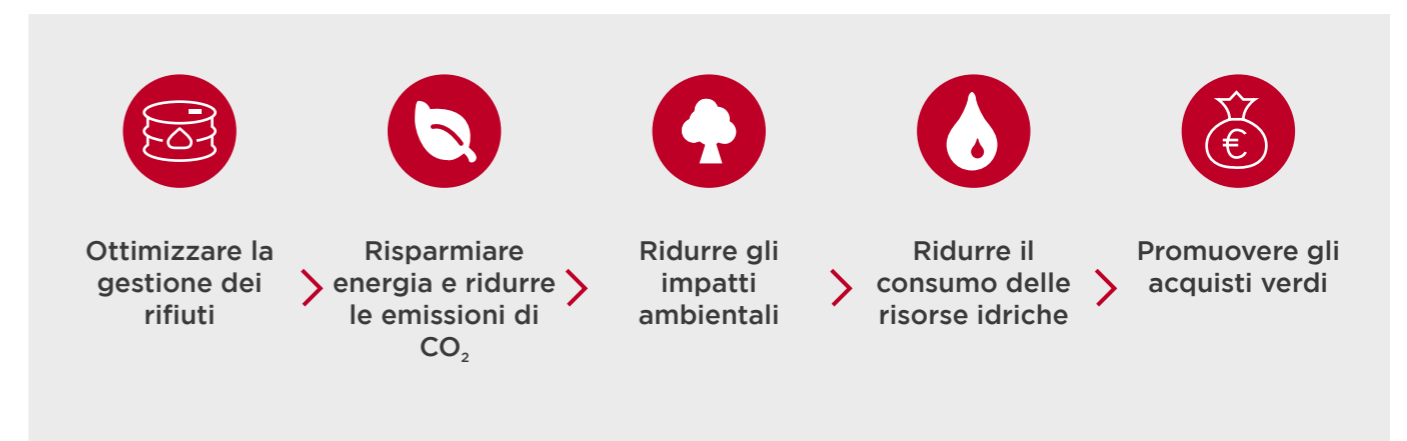 Ottimizzare la
gestione dei
rifiuti
Risparmiare
energia e ridurre
le emissioni di
CO₂
Ridurre gli
impatti
ambientali
Ridurre il
consumo delle
risorse idriche
Promuovere gli
acquisti verdi
€